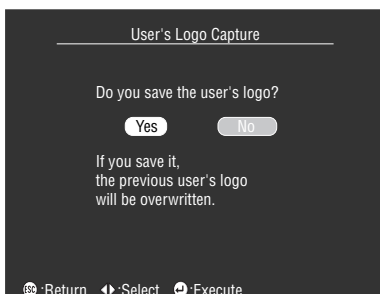 User's Logo Capture
Do you save the user's logo?
Yes No
If you save it,
the previous user's logo
will be overwritten.
ESC :Return :Select :Execute